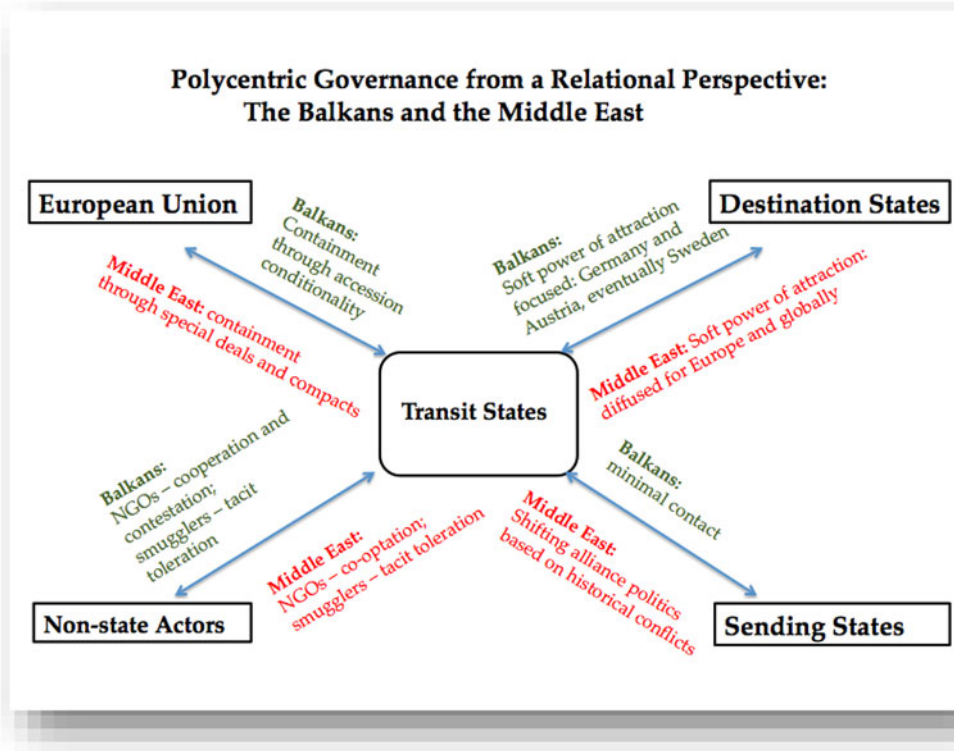 Polycentric Governance from a Relational Perspective:
The Balkans and the Middle East
European Union
Destination States
Balkans:
Containment
through accession
conditionality
Balkans:
Soft power of attraction
focused: Germany and
Austria, eventually Sweden
Middle East: containment
through special deals and compacts
Middle East: Soft power of attraction:
diffused for Europe and globally
Transit States
Balkans:
NGOs – cooperation and
contestation;
smugglers – tacit
toleration
Balkans:
minimal contact
Middle East:
NGOs – co-optation;
smugglers – tacit toleration
Middle East:
Shifting alliance politics
based on historical conflicts
Non-state Actors
Sending States